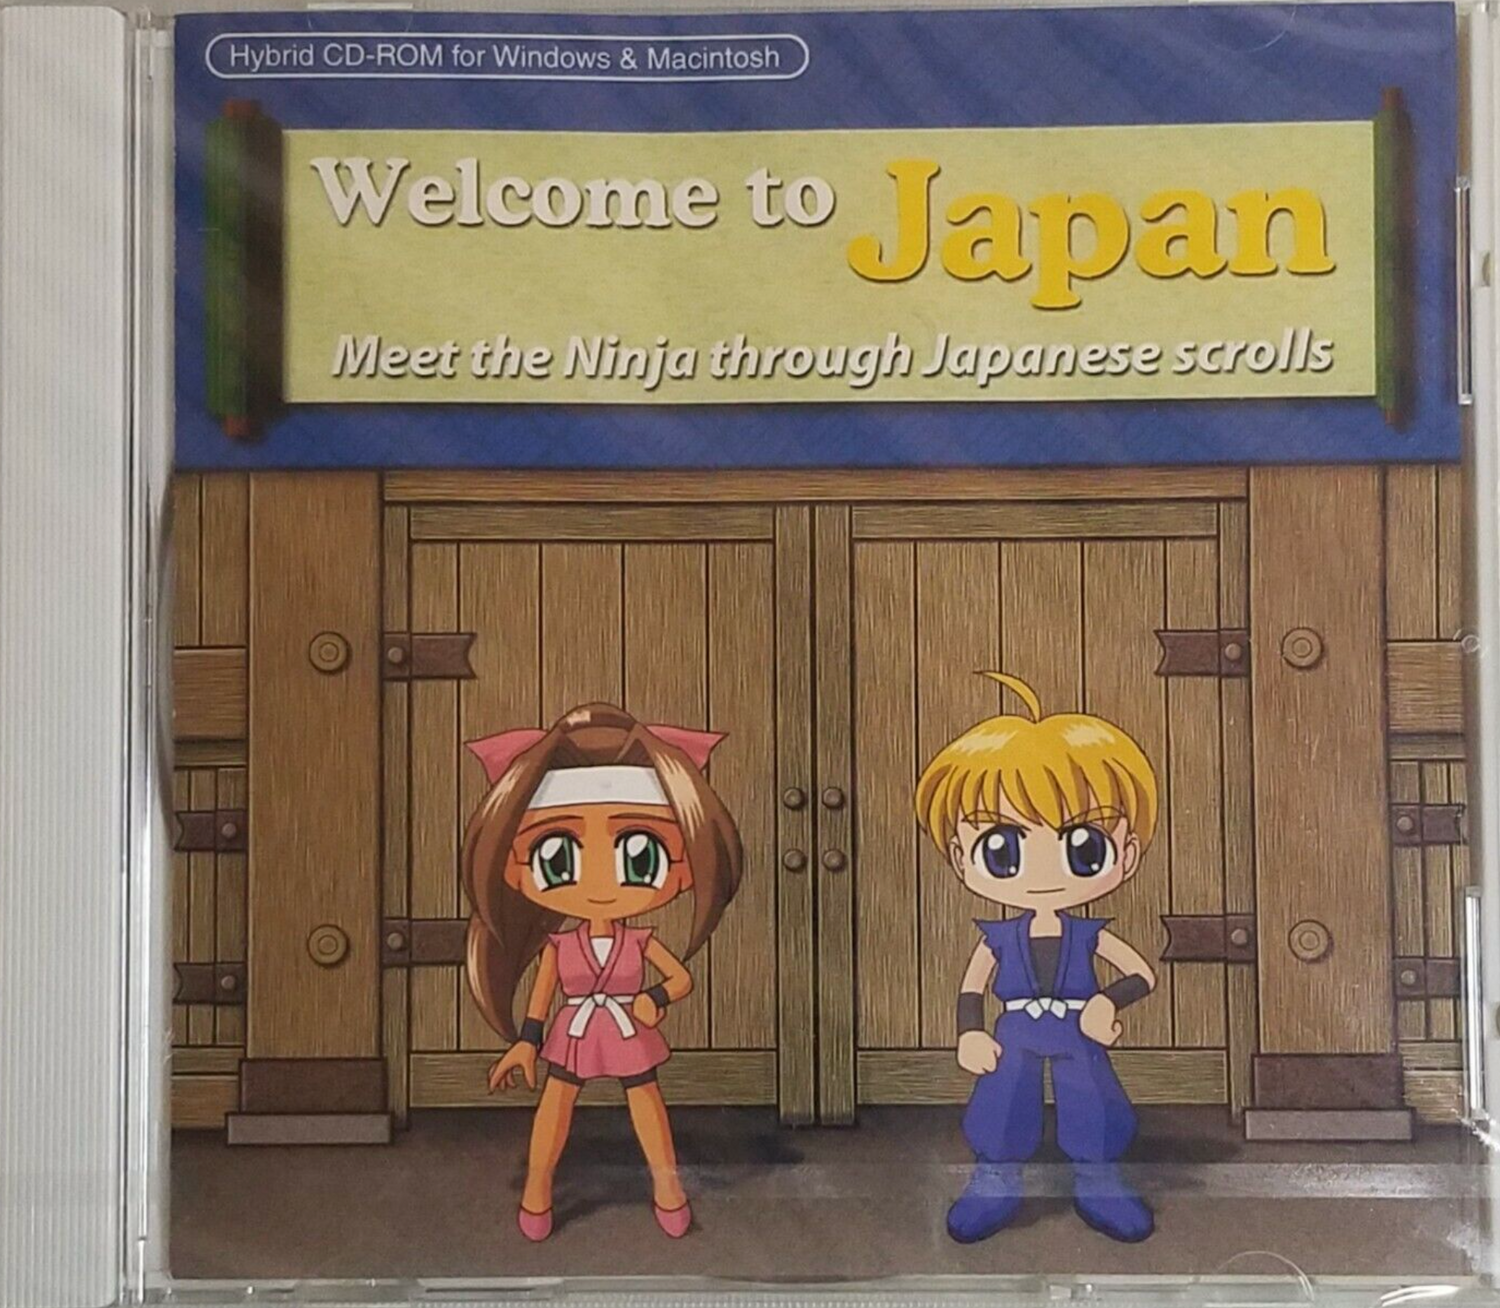 Hybrid CD-ROM for Windows & Macintosh
Welcome to Japan
Meet the Ninja through Japanese scrolls